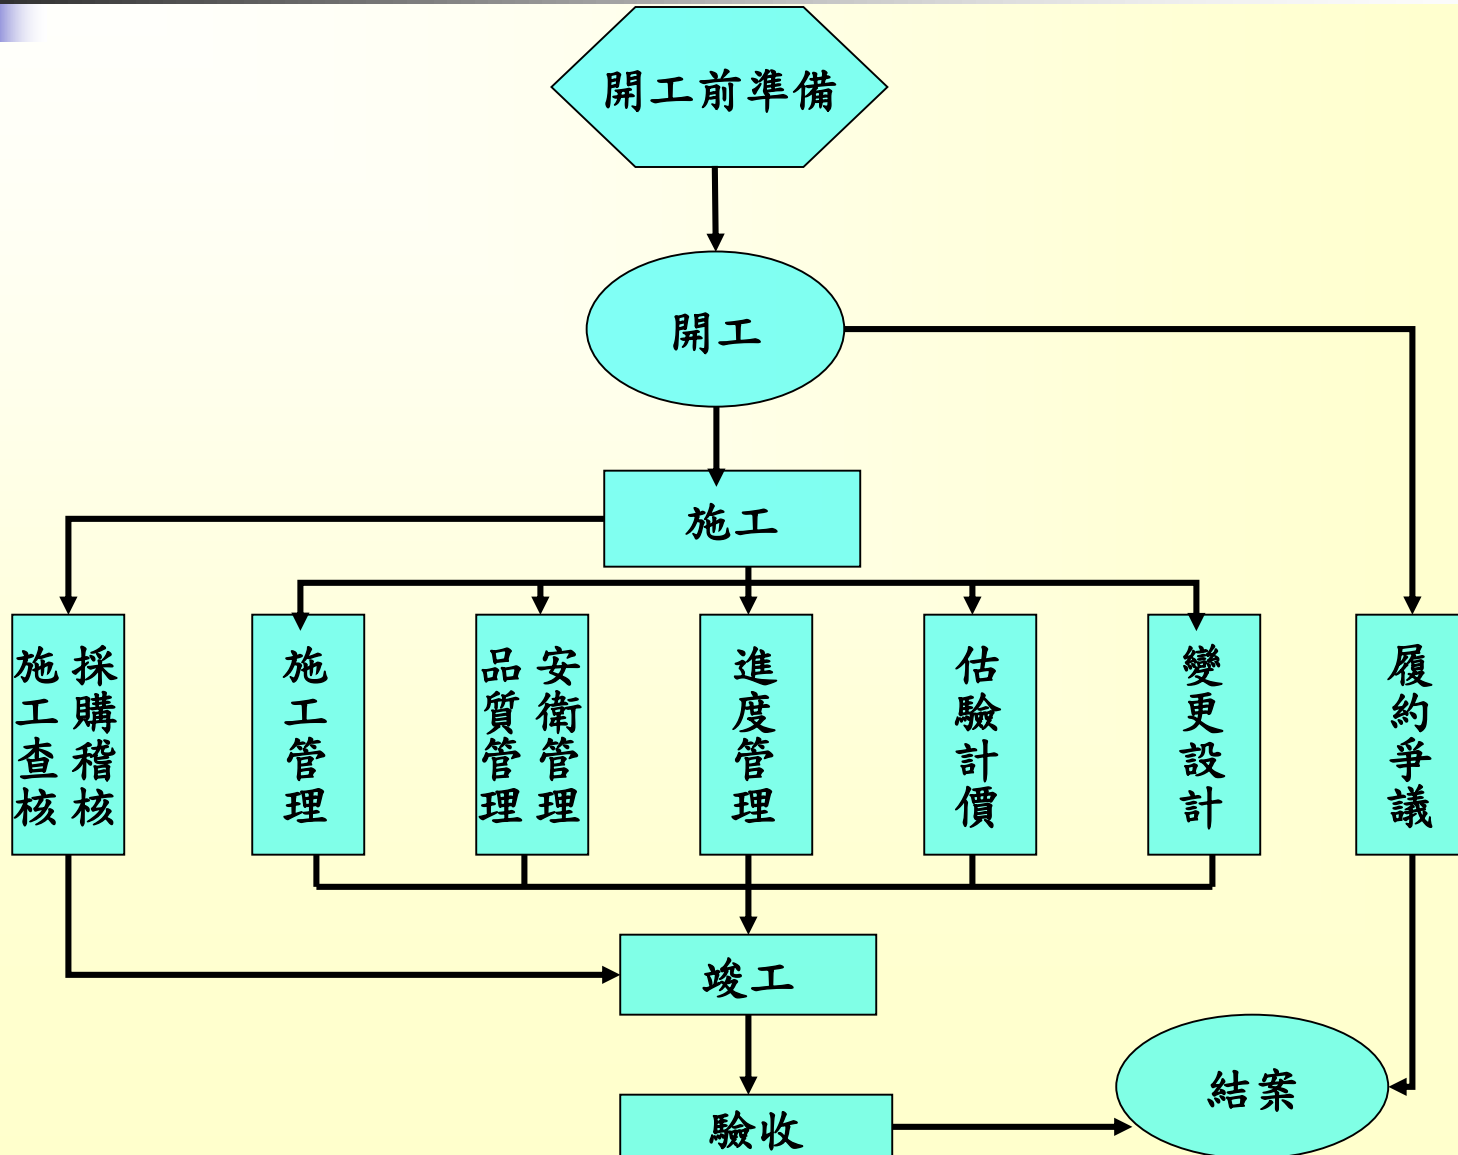 開工前準備
開工
施工
施工查核
採購稽核
施工管理
品質管理
安衛管理
進度管理
估驗計價
變更設計
履約爭議
竣工
結案
驗收